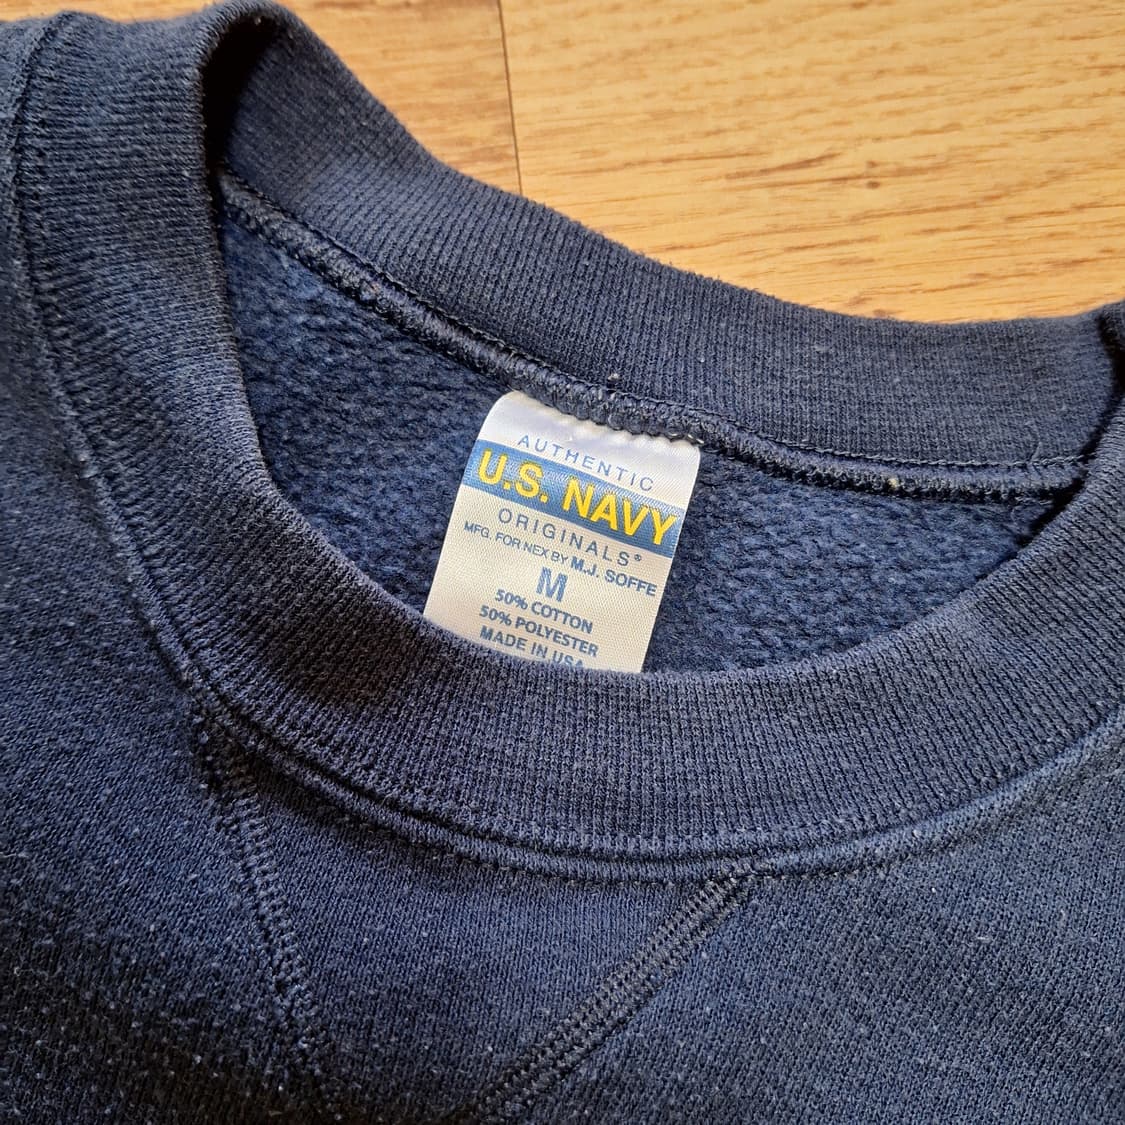 AUTHENTIC
U.S. NAVY
ORIGINALS®
MFG. FOR NEX BY M.J. SOFFE
M
50% COTTON
50% POLYESTER
MADE IN USA